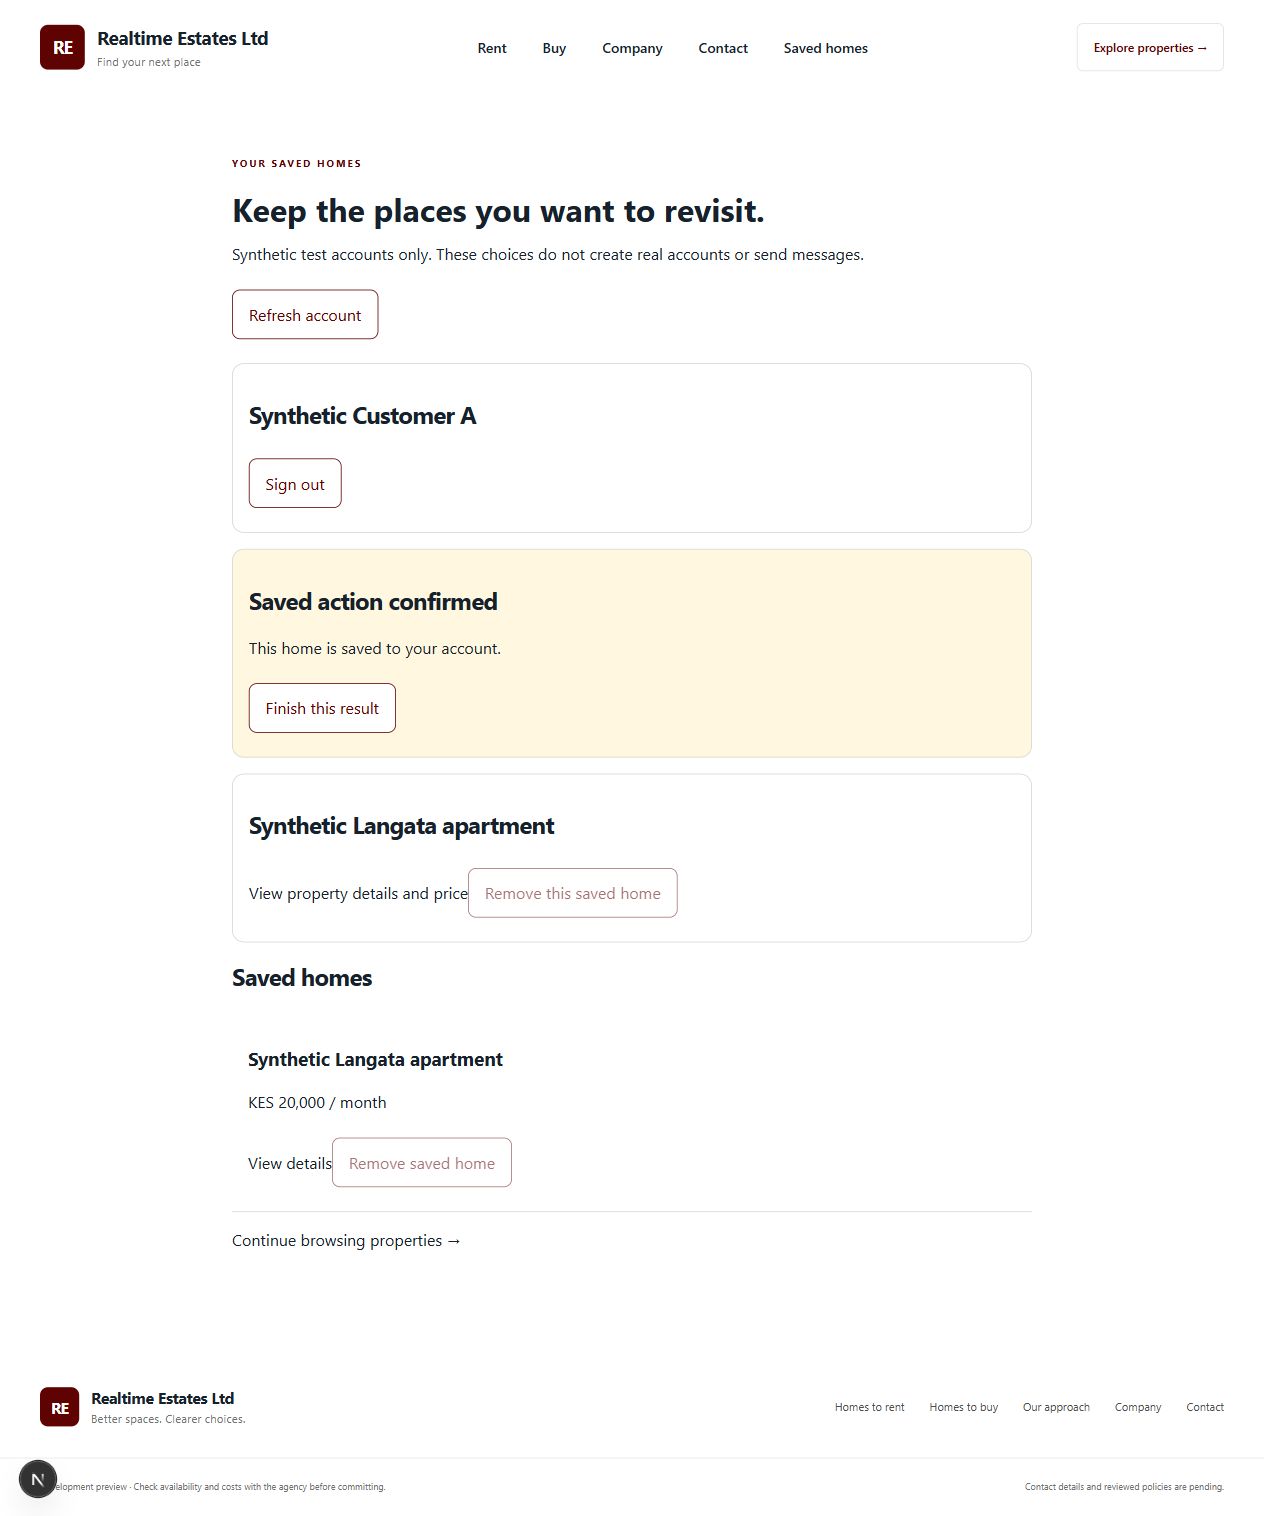 RE
Realtime Estates Ltd
Find your next place
Rent
Buy
Company
Contact
Saved homes
Explore properties →
YOUR SAVED HOMES
Keep the places you want to revisit.
Synthetic test accounts only. These choices do not create real accounts or send messages.
Refresh account
Synthetic Customer A
Sign out
Saved action confirmed
This home is saved to your account.
Finish this result
Synthetic Langata apartment
View property details and price
Remove this saved home
Saved homes
Synthetic Langata apartment
KES 20,000 / month
View details
Remove saved home
Continue browsing properties →
RE
Realtime Estates Ltd
Better spaces. Clearer choices.
Homes to rent
Homes to buy
Our approach
Company
Contact
N
elopment preview · Check availability and costs with the agency before committing.
Contact details and reviewed policies are pending.